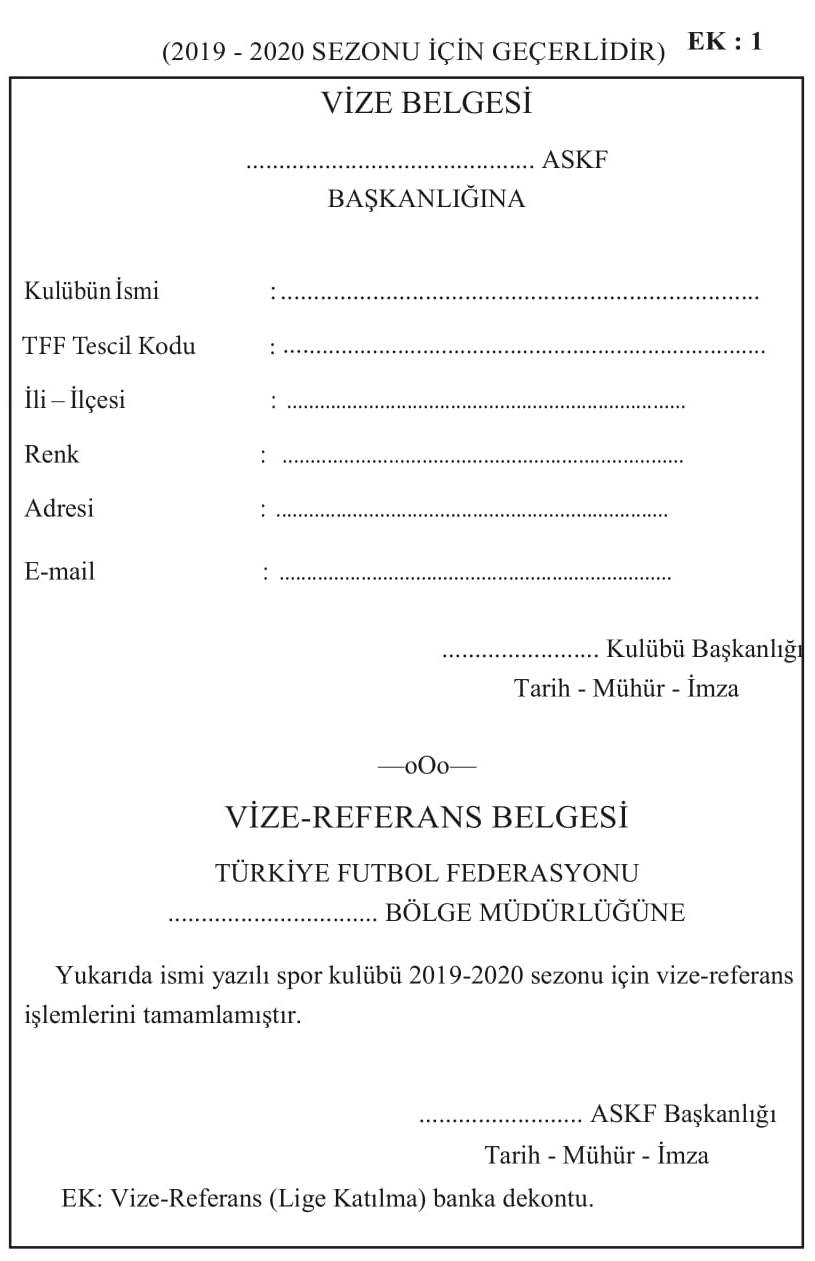 (2019 - 2020 SEZONU İÇİN GEÇERLİDİR) EK : 1
VİZE BELGESİ
............................................ ASKF
BAŞKANLIĞINA
Kulübün İsmi :.........................................................................
TFF Tescil Kodu : .........................................................................
İli – İlçesi : .........................................................................
Renk : .........................................................................
Adresi : .......................................................................
E-mail : .......................................................................
........................ Kulübü Başkanlığı
Tarih - Mühür - İmza
—oOo—
VİZE-REFERANS BELGESİ
TÜRKİYE FUTBOL FEDERASYONU
................................ BÖLGE MÜDÜRLÜĞÜNE
Yukarıda ismi yazılı spor kulübü 2019-2020 sezonu için vize-referans
işlemlerini tamamlamıştır.
......................... ASKF Başkanlığı
Tarih - Mühür - İmza
EK: Vize-Referans (Lige Katılma) banka dekontu.